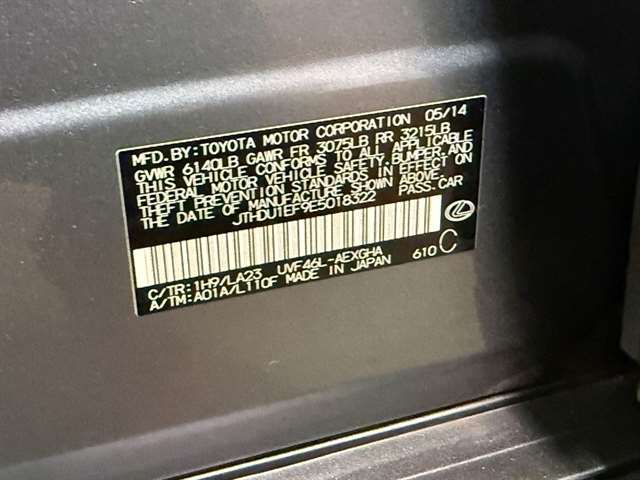 MFD.BY:TOYOTA MOTOR CORPORATION 05/14
GVWR 6140LB GAWR FR 3075LB RR 3215LB
THIS VEHICLE CONFORMS TO ALL APPLICABLE
FEDERAL MOTOR VEHICLE SAFETY, BUMPER,AND
THEFT PREVENTION STANDARDS IN EFFECT ON
THE DATE OF MANUFACTURE SHOWN ABOVE.
JTHDU1EF9E5018322 PASS.CAR
C/TR:1H9/LA23 UVF46L-AEXGHA
A/TM:A01A/L110F MADE IN JAPAN 610 C